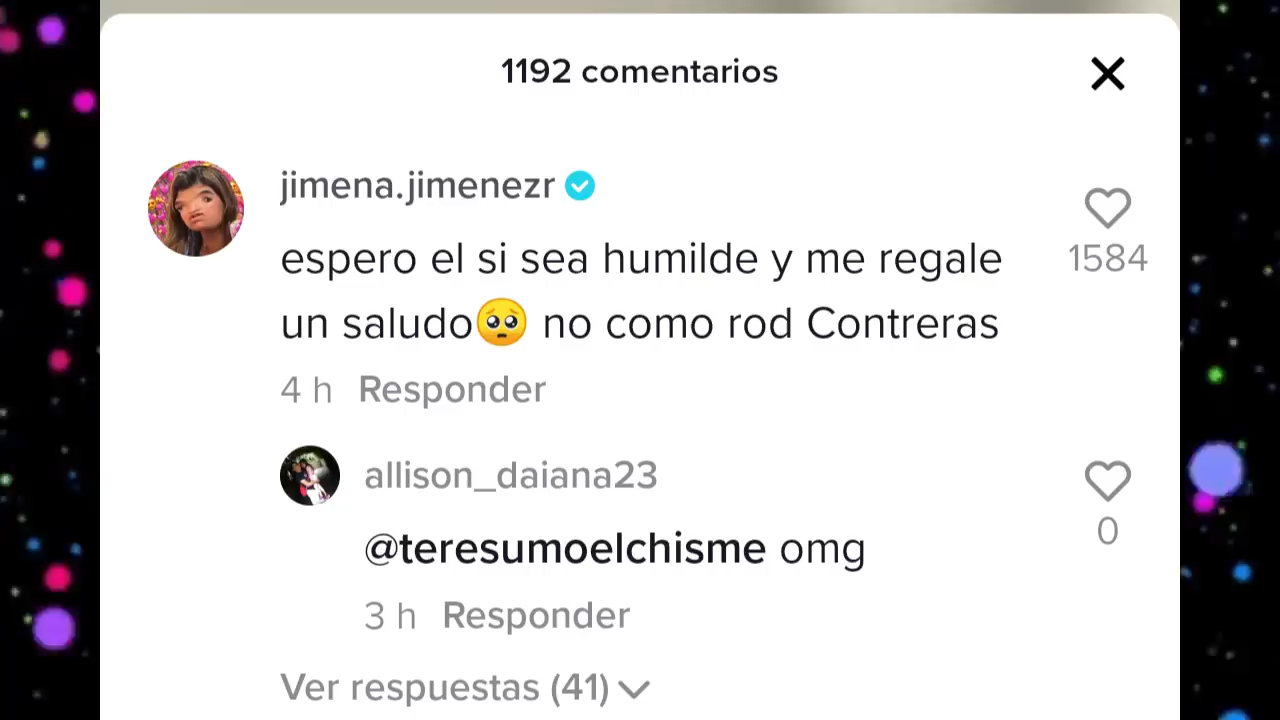 1192 comentarios
jimena.jimenezr
espero el si sea humilde y me regale
1584
un saludo🥺 no como rod Contreras
4 h Responder
allison_daiana23
@teresumoelchisme omg
0
3 h Responder
Ver respuestas (41)